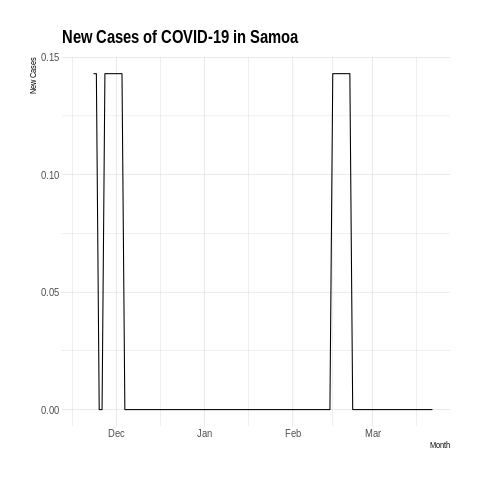 New Cases of COVID-19 in Samoa
New Cases
0.15
0.10
0.05
0.00
Dec Jan Feb Mar
Month